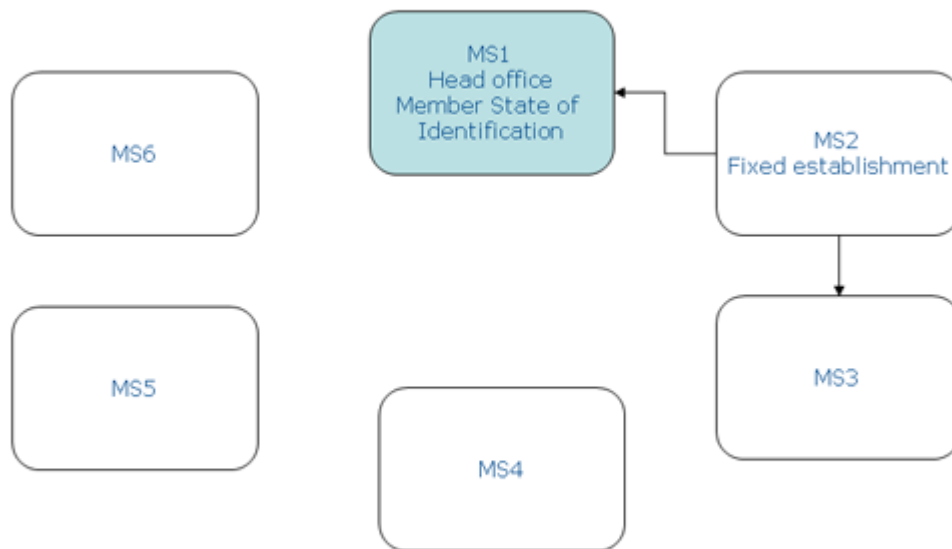 MS1
Head office
Member State of
Identification
MS6
MS2
Fixed establishment
MS5
MS3
MS4